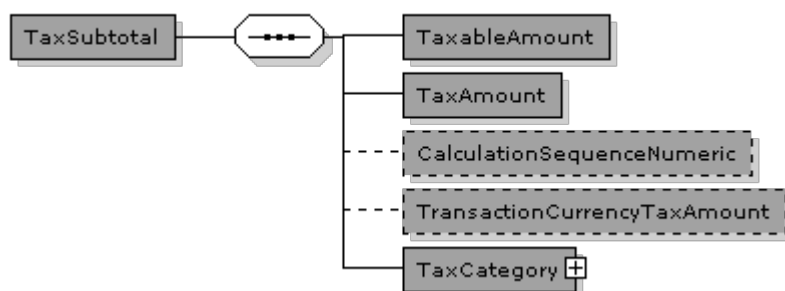 TaxSubtotal
TaxableAmount
TaxAmount
CalculationSequenceNumeric
TransactionCurrencyTaxAmount
TaxCategory